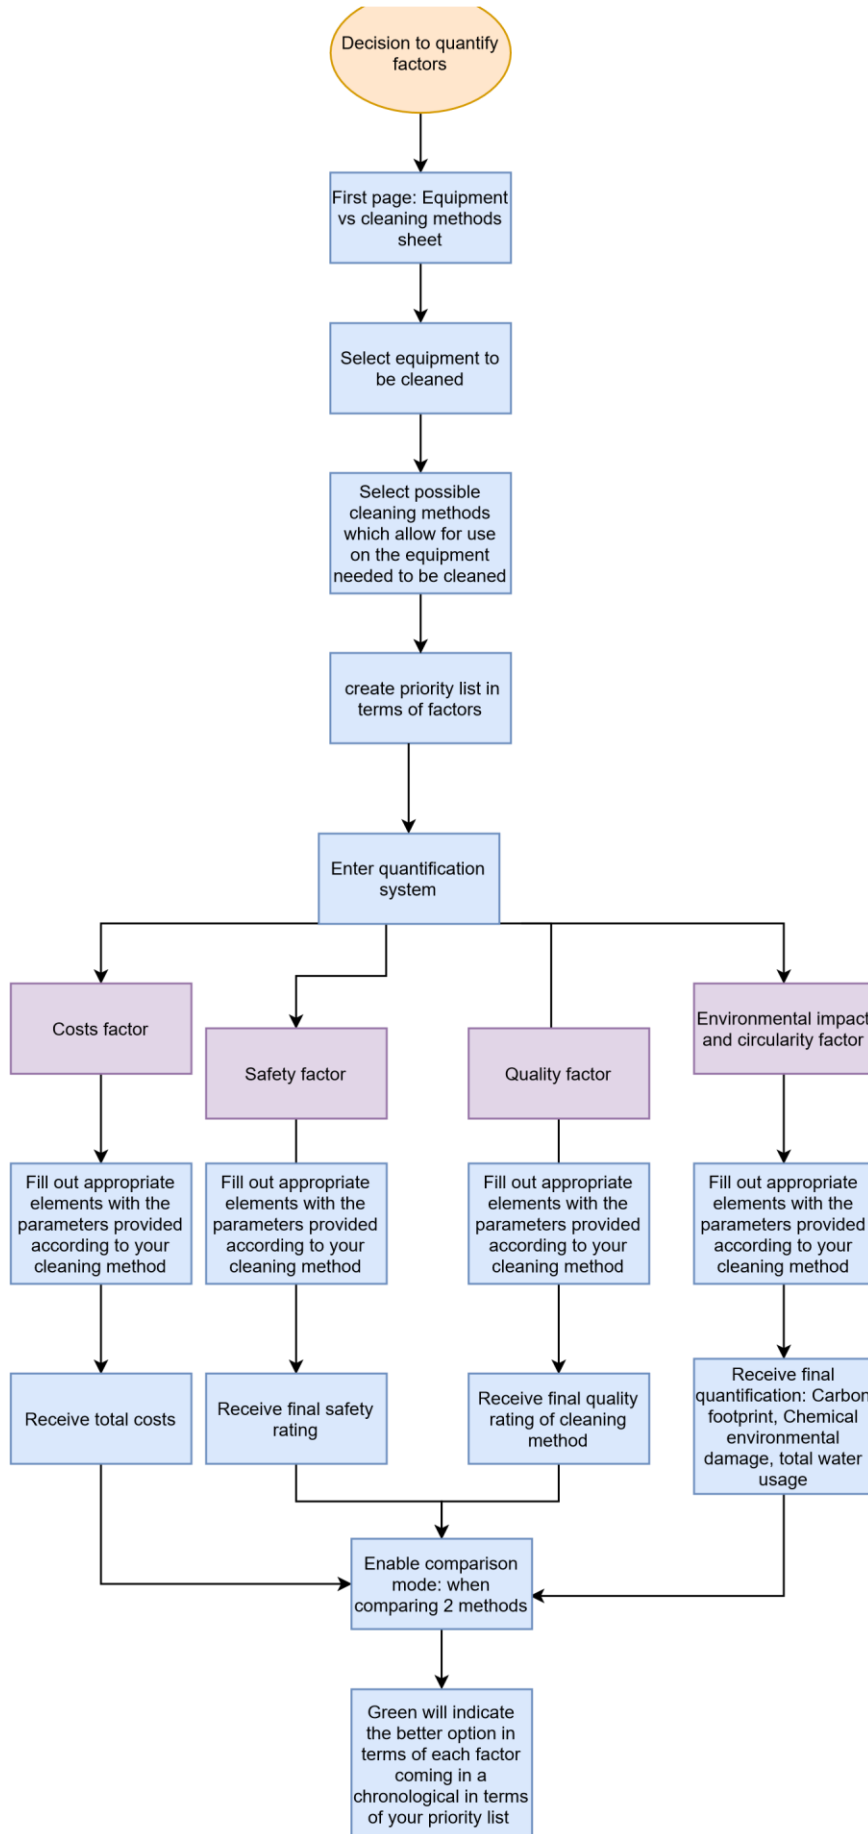 Decision to quantify
factors
First page: Equipment
vs cleaning methods
sheet
Select equipment to
be cleaned
Select possible
cleaning methods
which allow for use
on the equipment
needed to be cleaned
create priority list in
terms of factors
Enter quantification
system
Costs factor
Safety factor
Quality factor
Environmental impact
and circularity factor
Fill out appropriate
elements with the
parameters provided
according to your
cleaning method
Fill out appropriate
elements with the
parameters provided
according to your
cleaning method
Fill out appropriate
elements with the
parameters provided
according to your
cleaning method
Fill out appropriate
elements with the
parameters provided
according to your
cleaning method
Receive total costs
Receive final safety
rating
Receive final quality
rating of cleaning
method
Receive final
quantification: Carbon
footprint, Chemical
environmental
damage, total water
usage
Enable comparison
mode: when
comparing 2 methods
Green will indicate
the better option in
terms of each factor
coming in a
chronological in terms
of your priority list